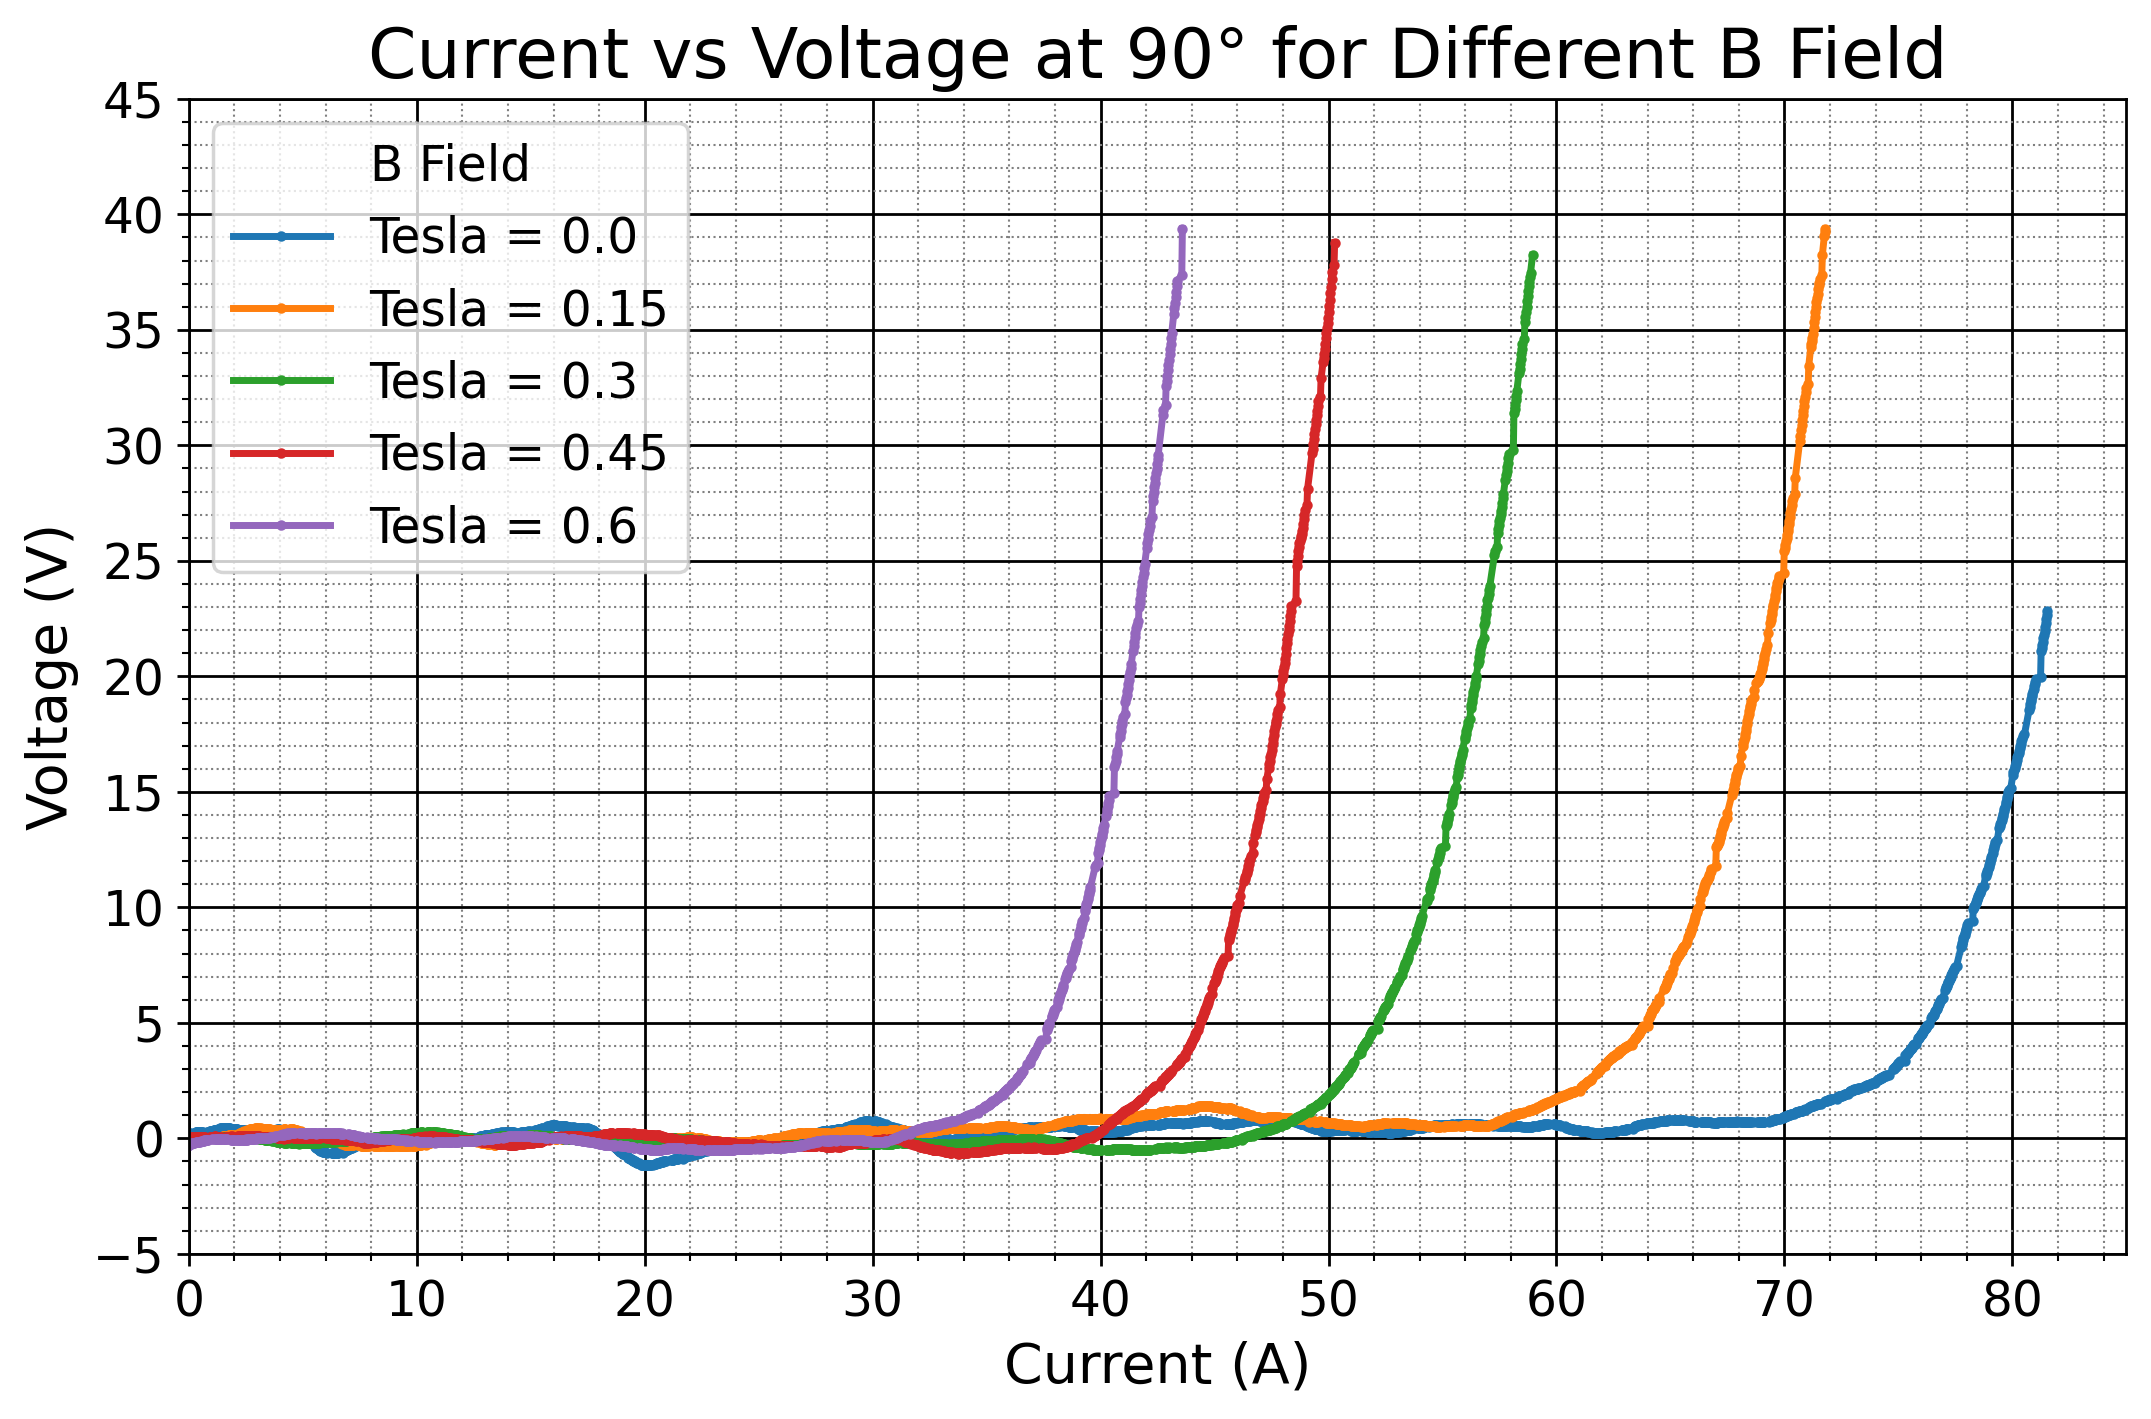 Current vs Voltage at 90° for Different B Field
45
40
35
30
25
20
15
10
5
0
−5
Voltage (V)
B Field
Tesla = 0.0
Tesla = 0.15
Tesla = 0.3
Tesla = 0.45
Tesla = 0.6
0 10 20 30 40 50 60 70 80
Current (A)